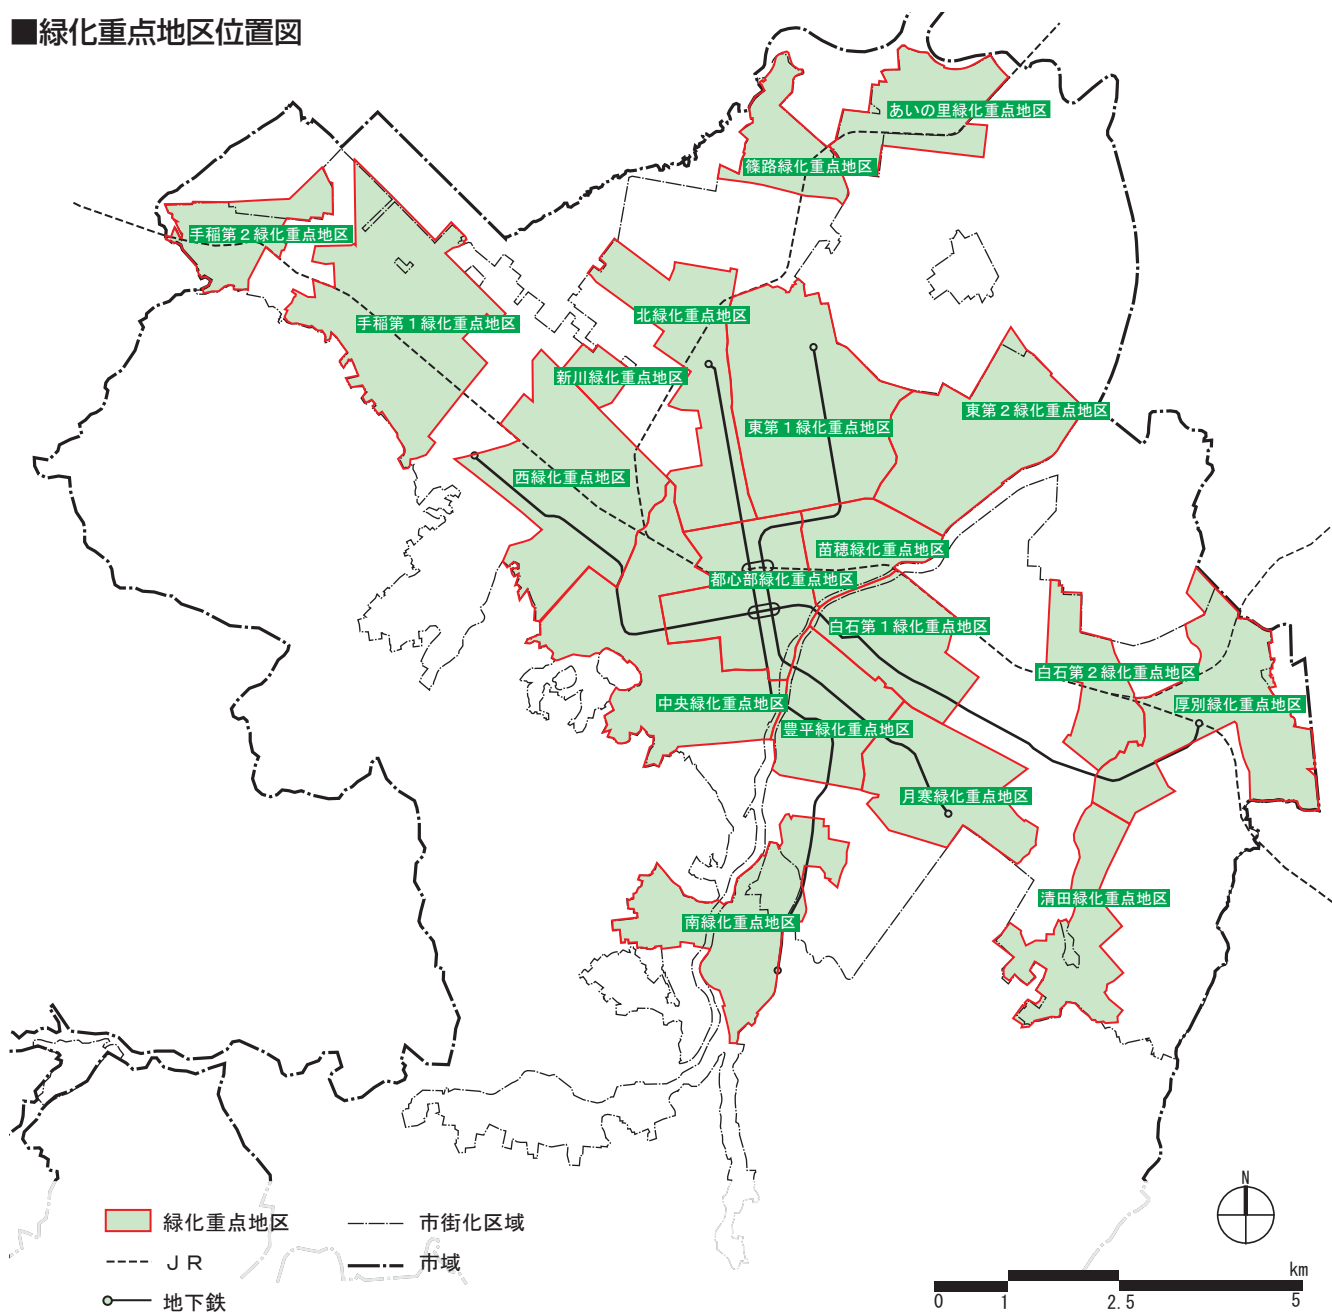 ■緑化重点地区位置図
あいの里緑化重点地区
篠路緑化重点地区
手稲第２緑化重点地区
北緑化重点地区
手稲第１緑化重点地区
新川緑化重点地区
東第２緑化重点地区
東第１緑化重点地区
西緑化重点地区
苗穂緑化重点地区
都心部緑化重点地区
白石第１緑化重点地区
白石第２緑化重点地区
中央緑化重点地区
厚別緑化重点地区
豊平緑化重点地区
月寒緑化重点地区
清田緑化重点地区
南緑化重点地区
N
緑化重点地区
市街化区域
ＪＲ
市域
地下鉄
km
0 1 2.5 5